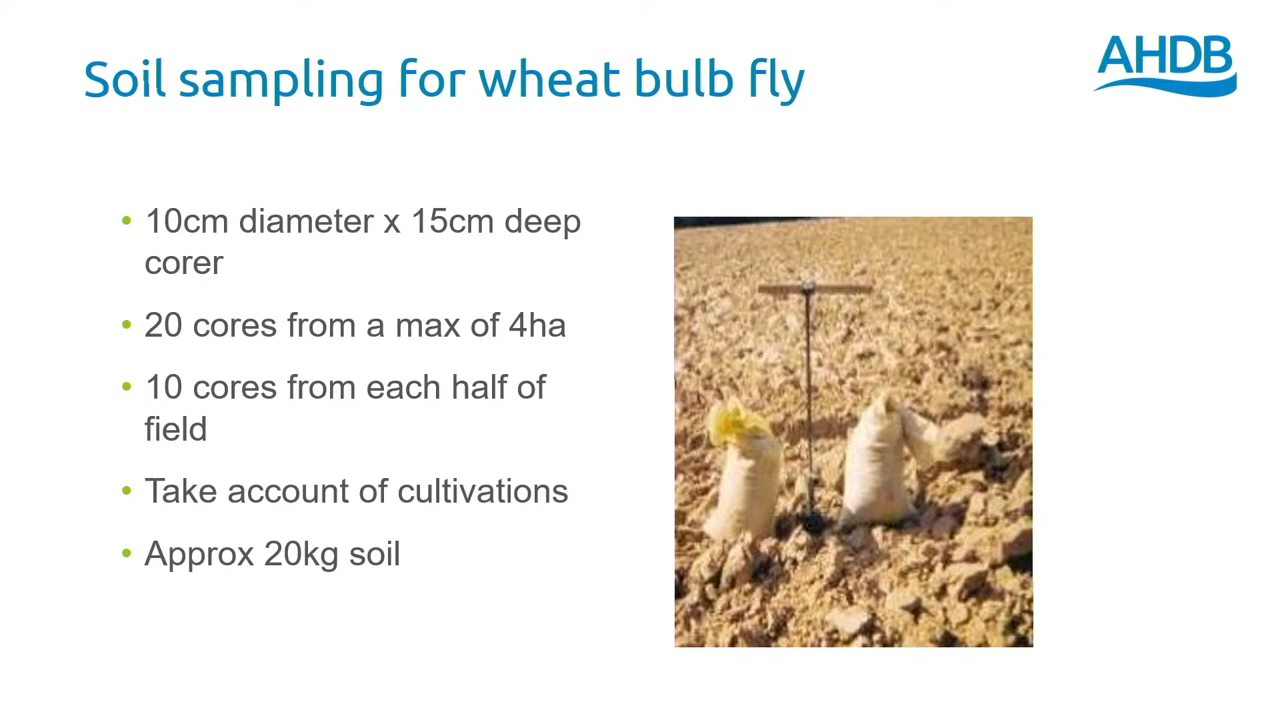 Soil sampling for wheat bulb fly
AHDB
• 10cm diameter x 15cm deep
corer
• 20 cores from a max of 4ha
• 10 cores from each half of
field
• Take account of cultivations
• Approx 20kg soil